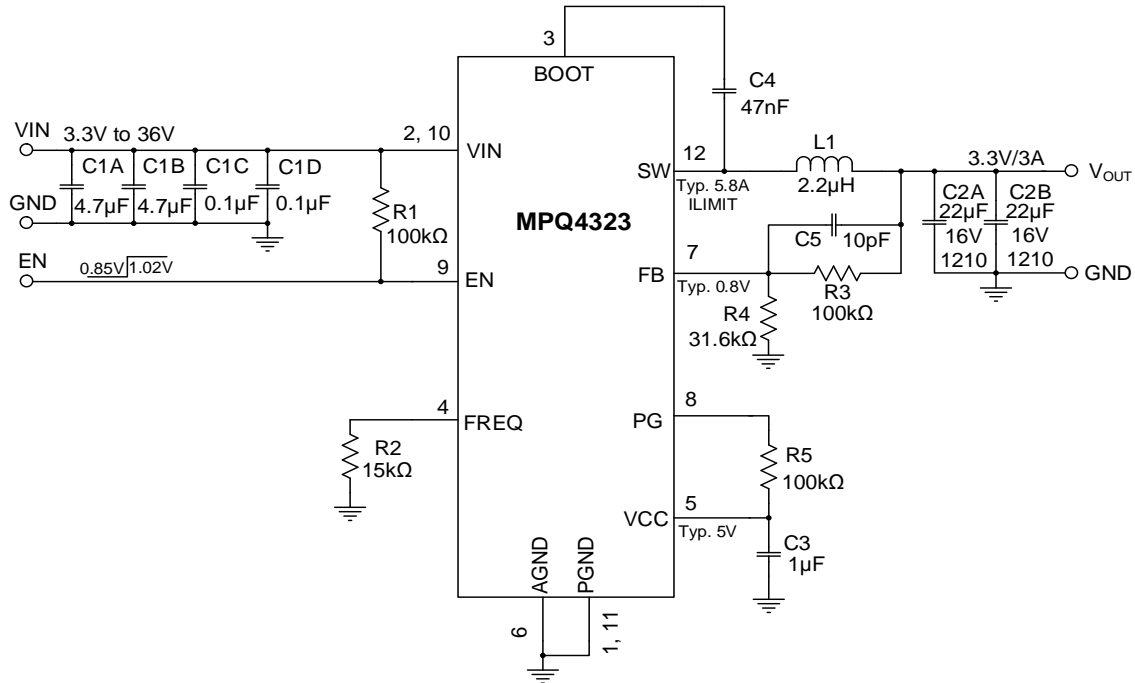 3
BOOT
C4
47nF
VIN
3.3V to 36V
2, 10
VIN
C1A
C1B
C1C
C1D
4.7µF
4.7µF
0.1µF
0.1µF
GND
R1
100kΩ
EN
0.85V
1.02V
9
EN
MPQ4323
12
SW
Typ. 5.8A
ILIMIT
L1
2.2µH
3.3V/3A
VOUT
C2A
22µF
16V
1210
C2B
22µF
16V
1210
GND
C5
10pF
7
FB
Typ. 0.8V
R3
100kΩ
R4
31.6kΩ
4
FREQ
R2
15kΩ
8
PG
R5
100kΩ
5
VCC
Typ. 5V
C3
1µF
AGND
PGND
6
1, 11